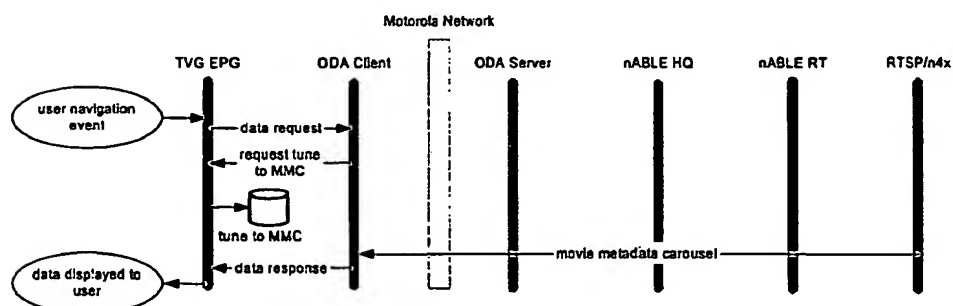 Motorola Network
TVG EPG
ODA Client
ODA Server
nABLE HQ
nABLE RT
RTSP/n4x
user navigation
event
data request
request tune
to MMC
tune to MMC
movie metadata carousel
data response
data displayed to
user